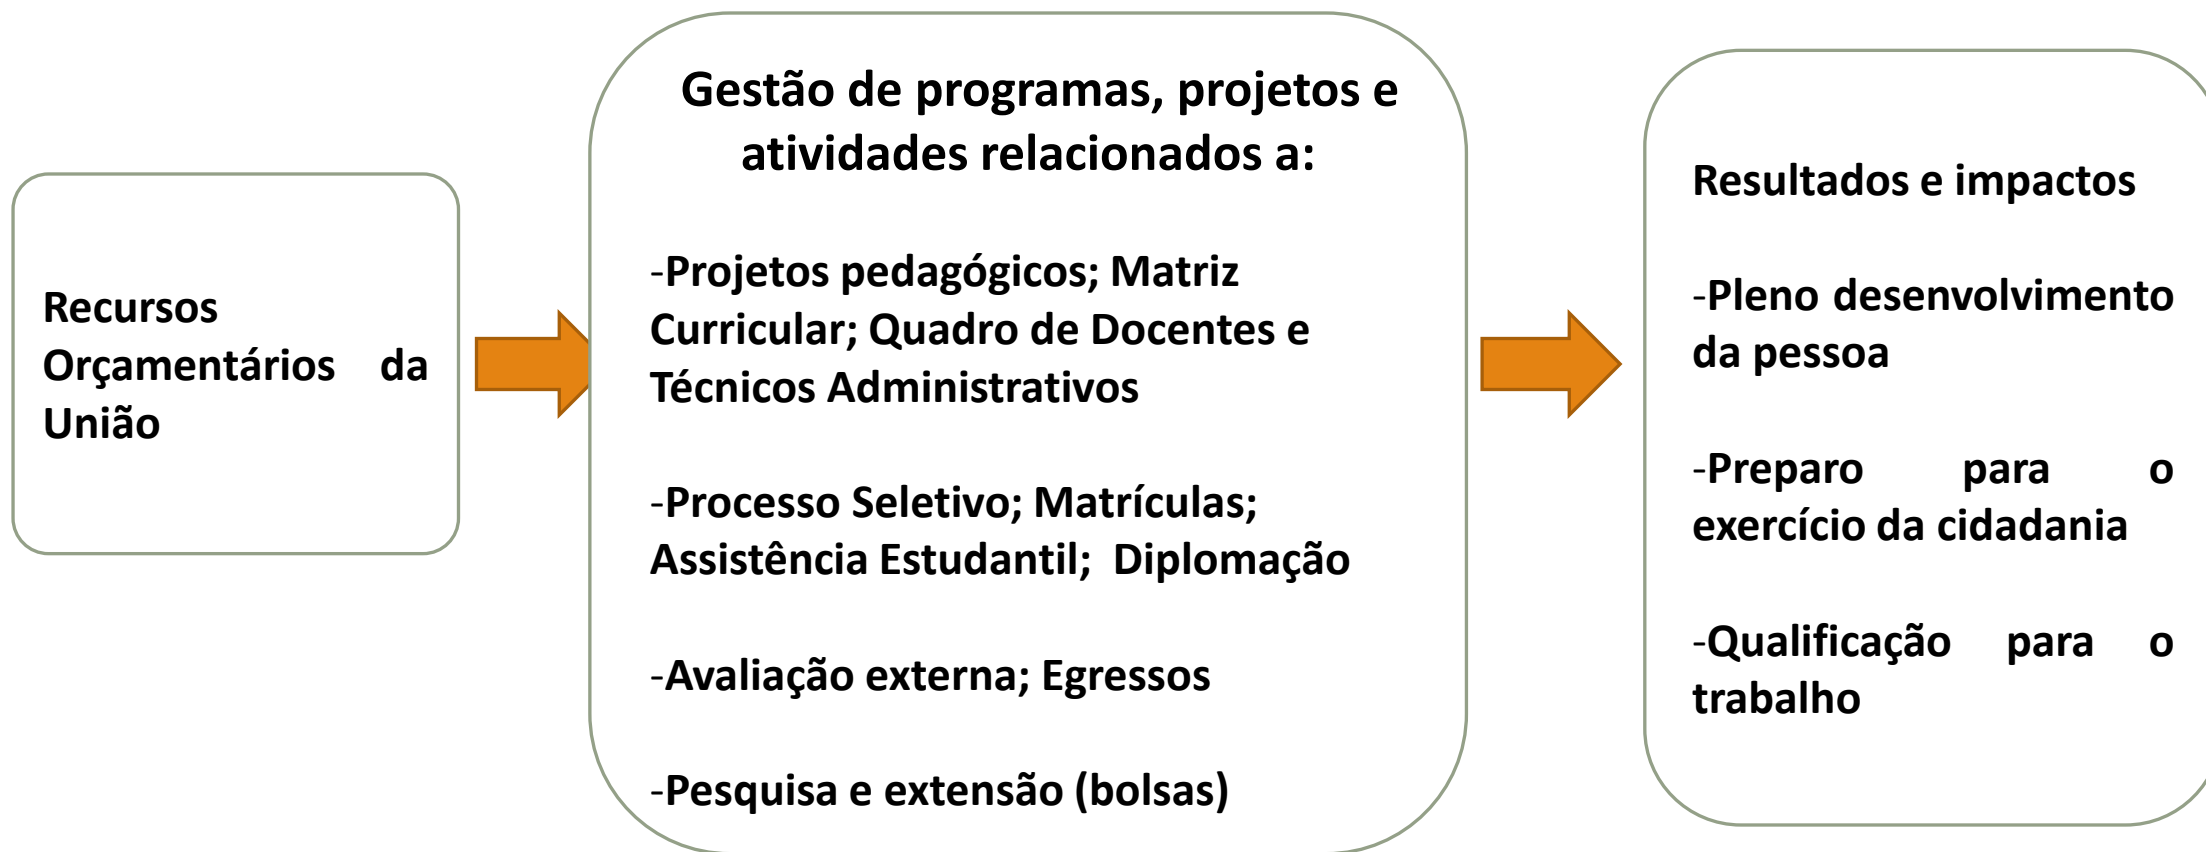 Recursos
Orçamentários da
União
Gestão de programas, projetos e
atividades relacionados a:
-Projetos pedagógicos; Matriz
Curricular; Quadro de Docentes e
Técnicos Administrativos
-Processo Seletivo; Matrículas;
Assistência Estudantil; Diplomação
-Avaliação externa; Egressos
-Pesquisa e extensão (bolsas)
Resultados e impactos
-Pleno desenvolvimento
da pessoa
-Preparo para o
exercício da cidadania
-Qualificação para o
trabalho